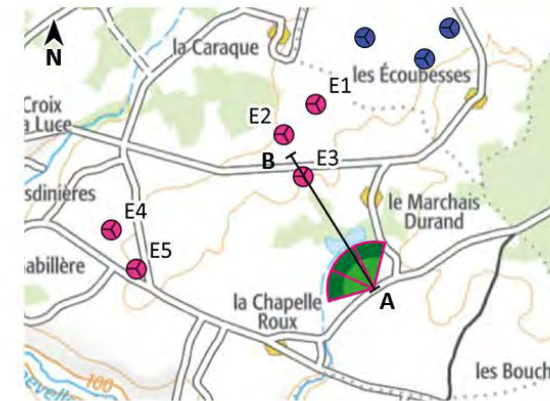 la Caraque
N
les Écoubesses
E1
Croix
a Luce
E2
B
E3
sdinières
le Marchais
Durand
E4
E5
abillère
la Chapelle
Roux
A
les Bouch
100